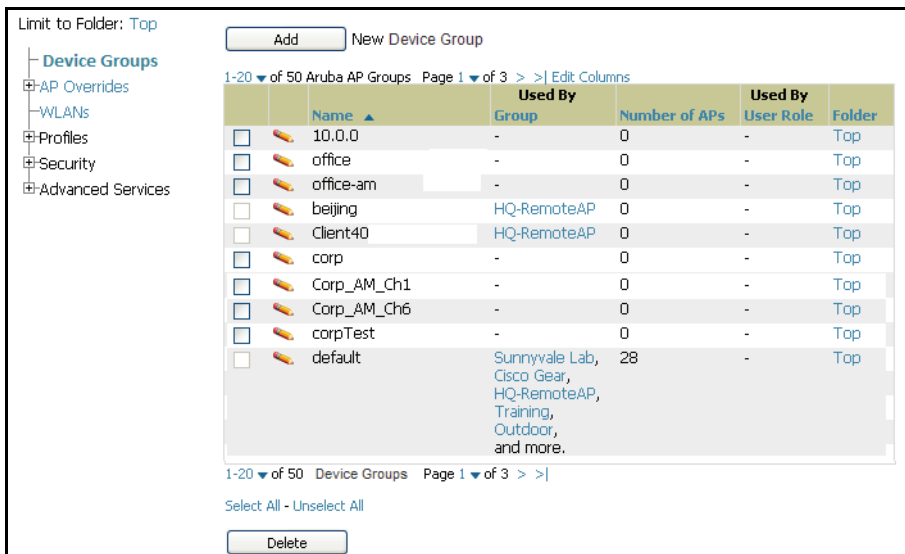 Limit to Folder: Top
Device Groups
AP Overrides
WLANs
Profiles
Security
Advanced Services
Add New Device Group
1-20 of 50 Aruba AP Groups Page 1 of 3 > >| Edit Columns
Name Used By Group Number of APs Used By User Role Folder
10.0.0 - 0 - Top
office - 0 - Top
office-am - 0 - Top
beijing HQ-RemoteAP 0 - Top
Client40 HQ-RemoteAP 0 - Top
corp - 0 - Top
Corp_AM_Ch1 - 0 - Top
Corp_AM_Ch6 - 0 - Top
corpTest - 0 - Top
default Sunnyvale Lab, 28 - Top
Cisco Gear,
HQ-RemoteAP,
Training,
Outdoor,
and more.
1-20 of 50 Device Groups Page 1 of 3 > >|
Select All - Unselect All
Delete